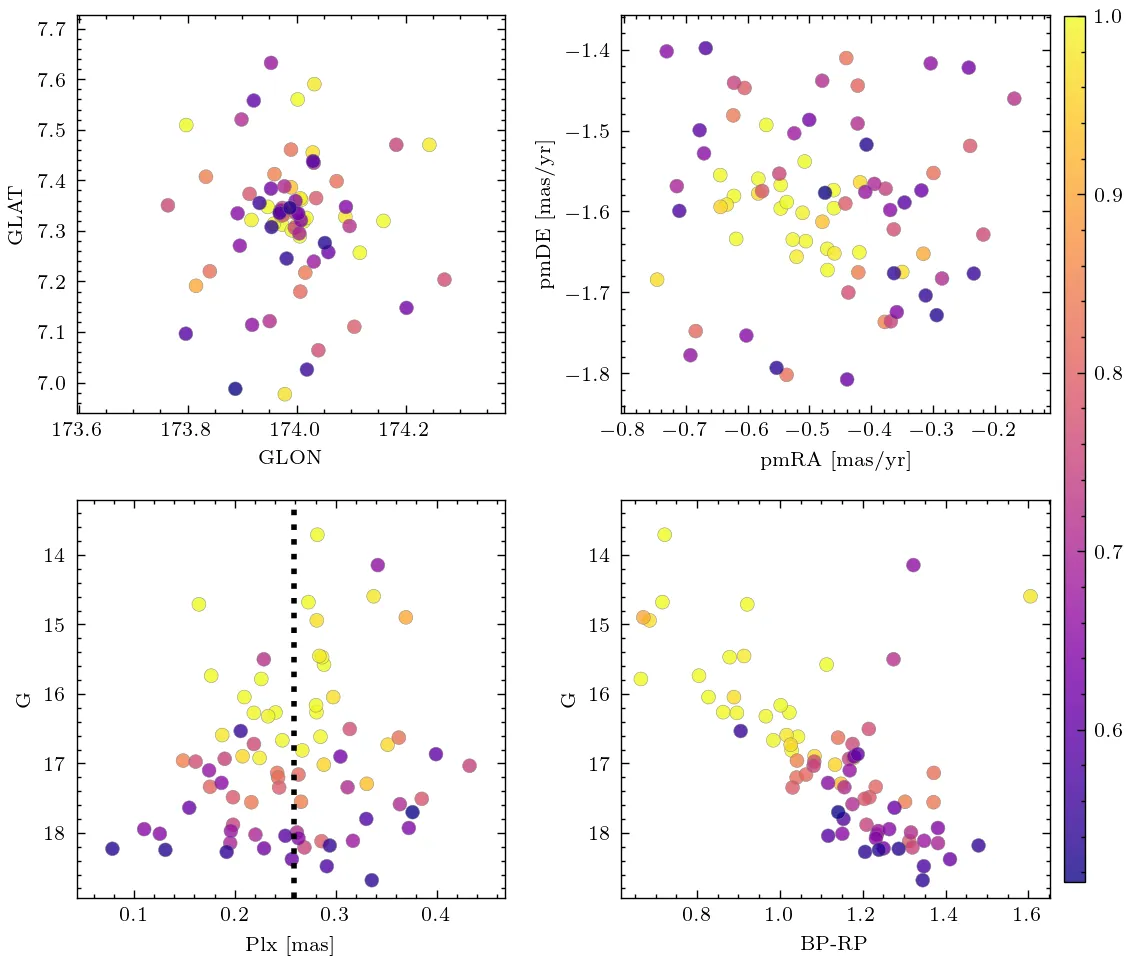 7.7
7.6
7.5
7.4
7.3
7.2
7.1
7.0
GLAT
173.6 173.8 174.0 174.2
GLON
−1.4
−1.5
−1.6
−1.7
−1.8
pmDE [mas/yr]
−0.8 −0.7 −0.6 −0.5 −0.4 −0.3 −0.2
pmRA [mas/yr]
1.0
0.9
0.8
0.7
0.6
14
15
16
17
18
G
0.1 0.2 0.3 0.4
Plx [mas]
14
15
16
17
18
G
0.8 1.0 1.2 1.4 1.6
BP-RP